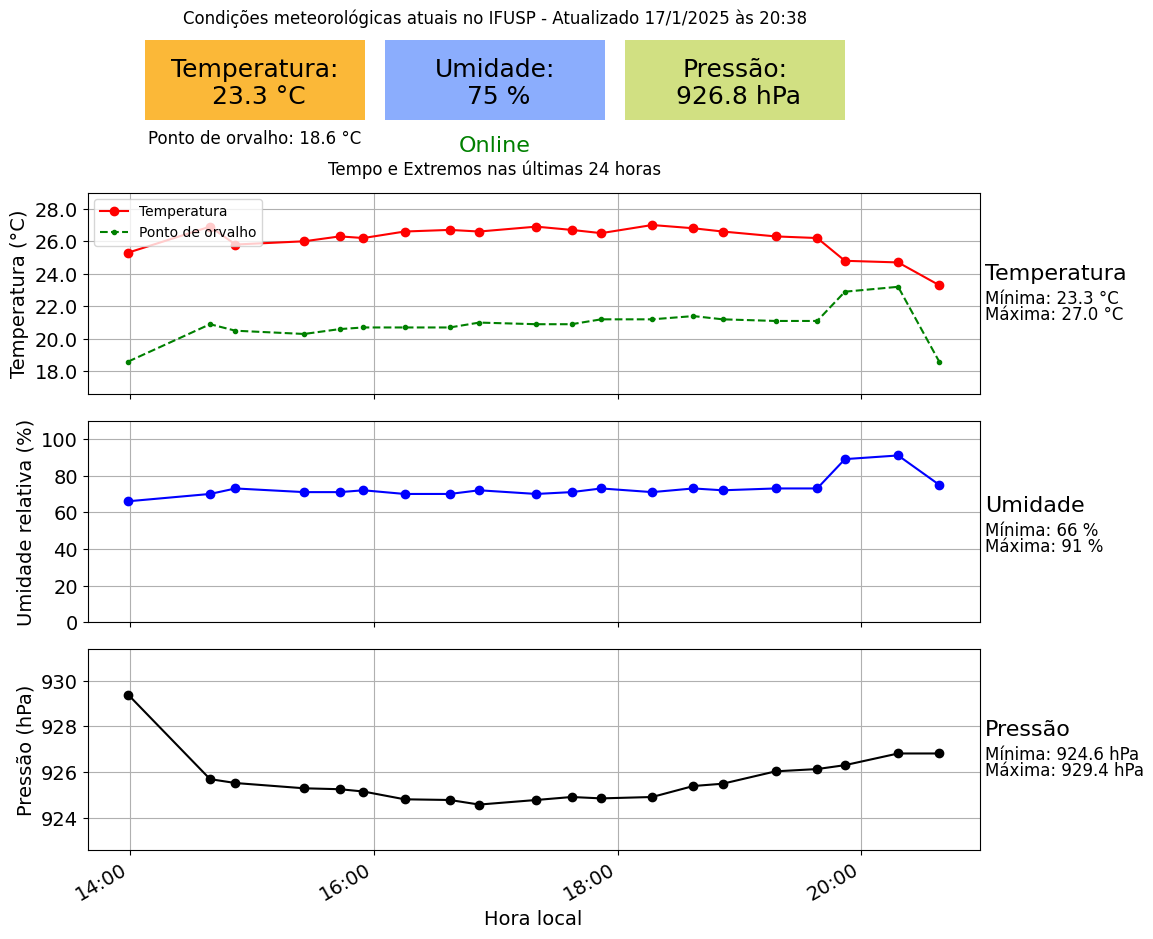 Condições meteorológicas atuais no IFUSP - Atualizado 17/1/2025 às 20:38
Temperatura:
23.3 °C
Umidade:
75 %
Pressão:
926.8 hPa
Ponto de orvalho: 18.6 °C
Online
Tempo e Extremos nas últimas 24 horas
Temperatura (°C)
28.0
26.0
24.0
22.0
20.0
18.0
Temperatura
Ponto de orvalho
Temperatura
Mínima: 23.3 °C
Máxima: 27.0 °C
Umidade relativa (%)
100
80
60
40
20
0
Umidade
Mínima: 66 %
Máxima: 91 %
Pressão (hPa)
930
928
926
924
Pressão
Mínima: 924.6 hPa
Máxima: 929.4 hPa
14:00
16:00
18:00
20:00
Hora local